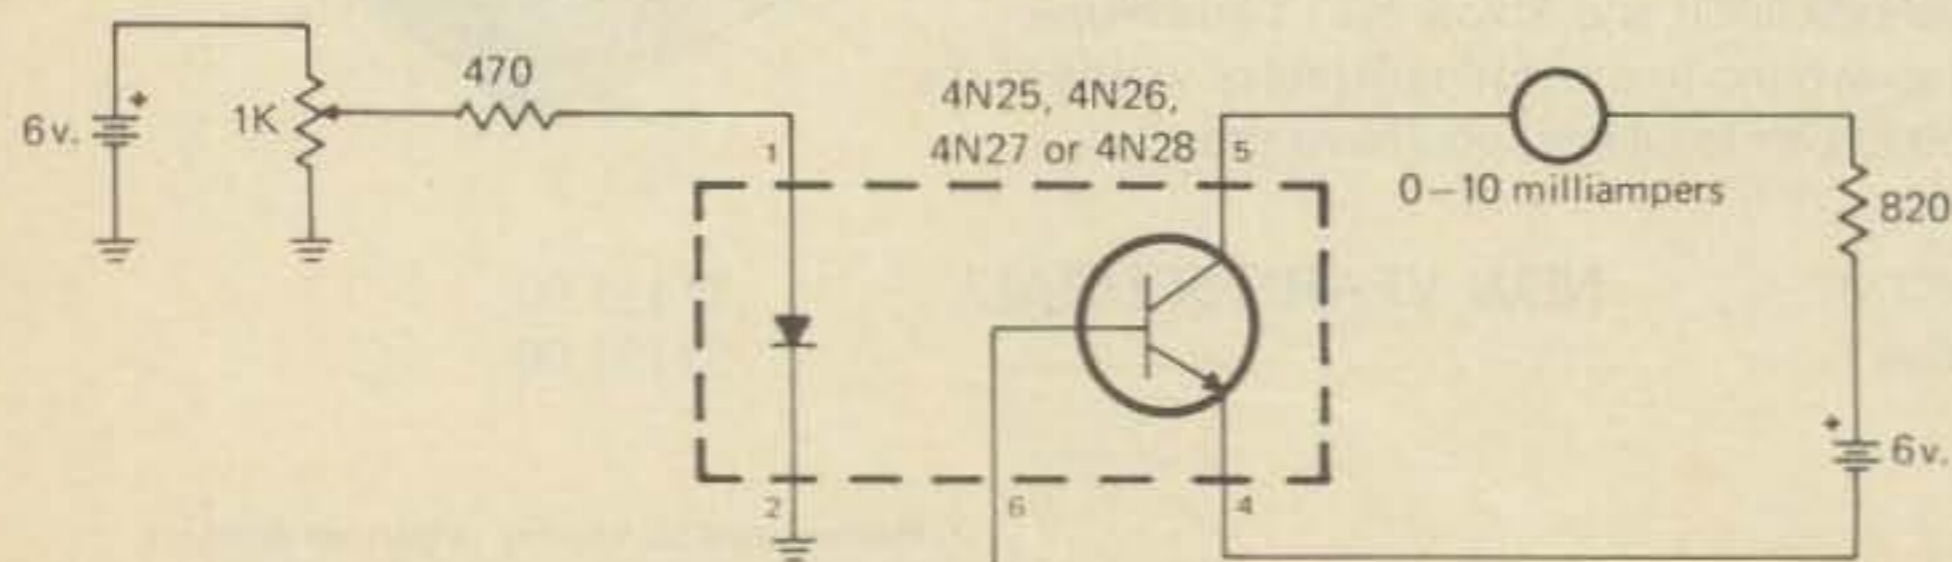 470
4N25, 4N26,
4N27 or 4N28
6v.
1K
1
5
0–10 milliampers
820
6v.
2
6
4